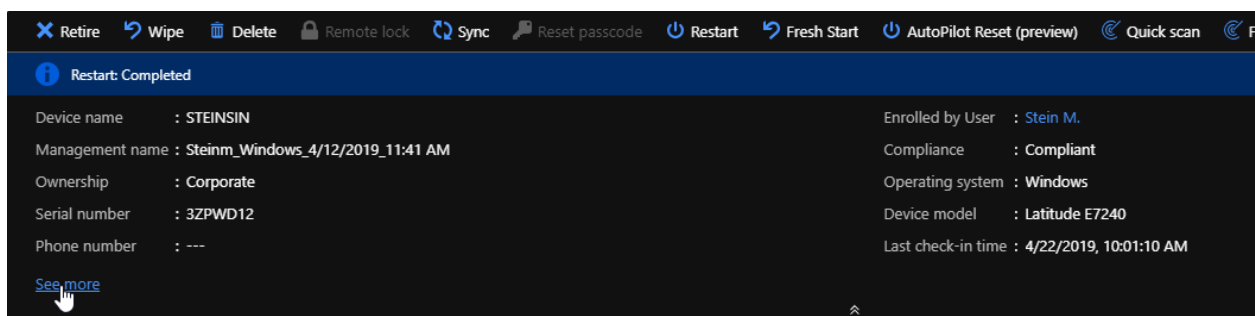 Retire Wipe Delete Remote lock Sync Reset passcode Restart Fresh Start AutoPilot Reset (preview) Quick scan F
Restart: Completed
Device name : STEINSIN
Enrolled by User : Stein M.
Management name : Steinm_Windows_4/12/2019_11:41 AM
Compliance : Compliant
Ownership : Corporate
Operating system : Windows
Serial number : 3ZPWD12
Device model : Latitude E7240
Phone number : ---
Last check-in time : 4/22/2019, 10:01:10 AM
See more